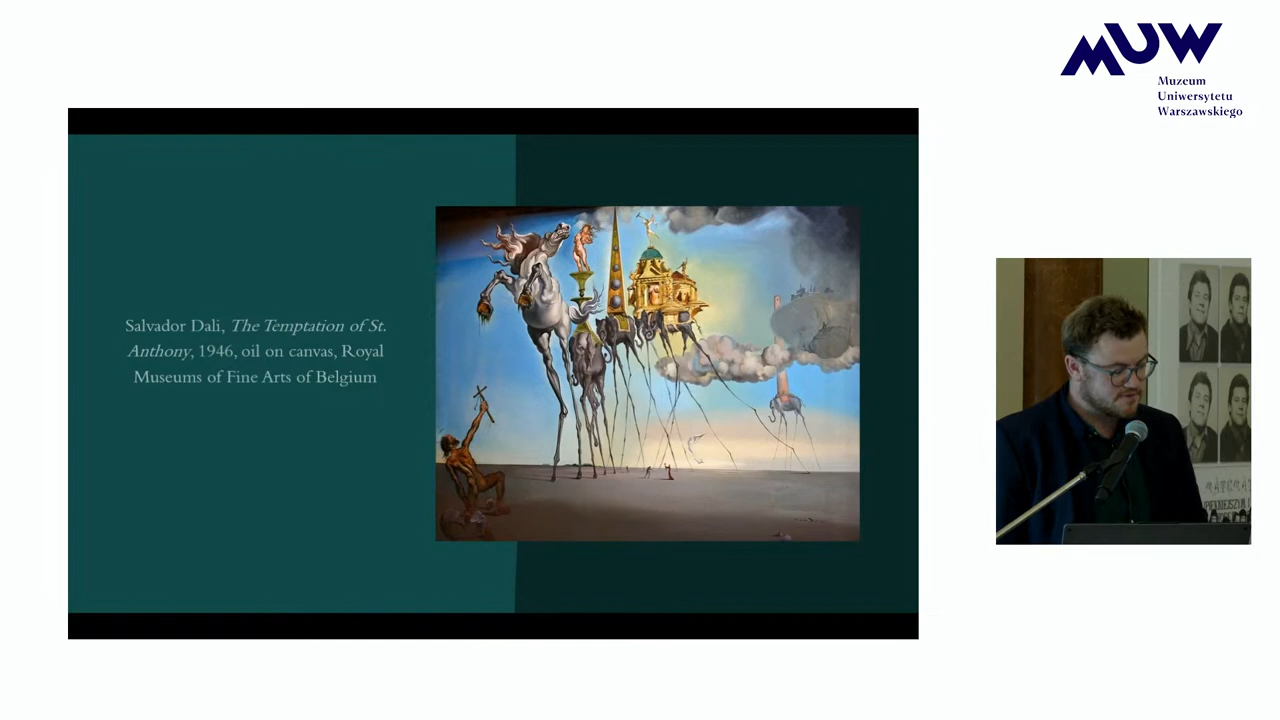 MUW
Muzeum
Uniwersytetu
Warszawskiego
Salvador Dali, The Temptation of St.
Anthony, 1946, oil on canvas, Royal
Museums of Fine Arts of Belgium